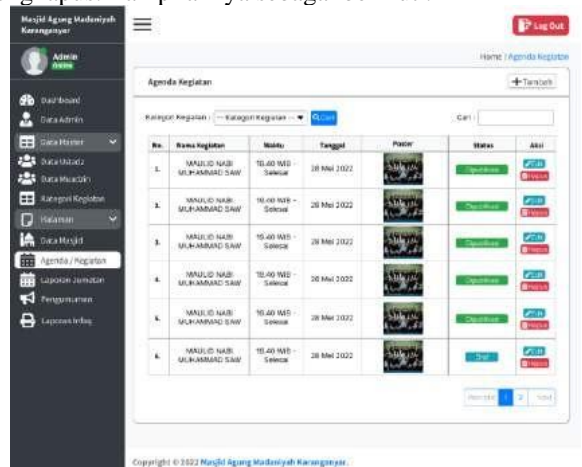 Masjid Agung Madaniyah
Karanganyar
Log Out
Admin
Online
Home / Agenda Kegiatan
Agenda Kegiatan
+ Tambah
Dashboard
Data Admin
Data Master
Data Ustadz
Data Muadzin
Kategori Kegiatan
Halaman
Data Masjid
Agenda / Kegiatan
Laporan Jumatan
Pengumuman
Laporan Infaq
Kategori Kegiatan : -- Kategori Kegiatan -- Cari
Cari :
No. Nama Kegiatan Waktu Tanggal Poster Status Aksi
1. MAULID NABI MUHAMMAD SAW 18.40 WIB - Selesai 28 Mei 2022 Dipublikasi Edit Hapus
2. MAULID NABI MUHAMMAD SAW 18.40 WIB - Selesai 28 Mei 2022 Dipublikasi Edit Hapus
3. MAULID NABI MUHAMMAD SAW 18.40 WIB - Selesai 28 Mei 2022 Dipublikasi Edit Hapus
4. MAULID NABI MUHAMMAD SAW 18.40 WIB - Selesai 28 Mei 2022 Dipublikasi Edit Hapus
5. MAULID NABI MUHAMMAD SAW 18.40 WIB - Selesai 28 Mei 2022 Dipublikasi Edit Hapus
6. MAULID NABI MUHAMMAD SAW 18.40 WIB - Selesai 28 Mei 2022 Draf Edit Hapus
Previous 1 2 Next
Copyright © 2022 Masjid Agung Madaniyah Karanganyar.